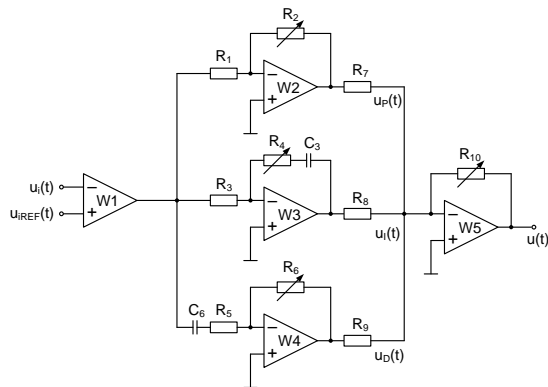 R2
R1
W2
R7
uP(t)
R4
C3
ui(t)
uiREF(t)
W1
R3
W3
R8
uI(t)
R10
W5
u(t)
R6
C6
R5
W4
R9
uD(t)